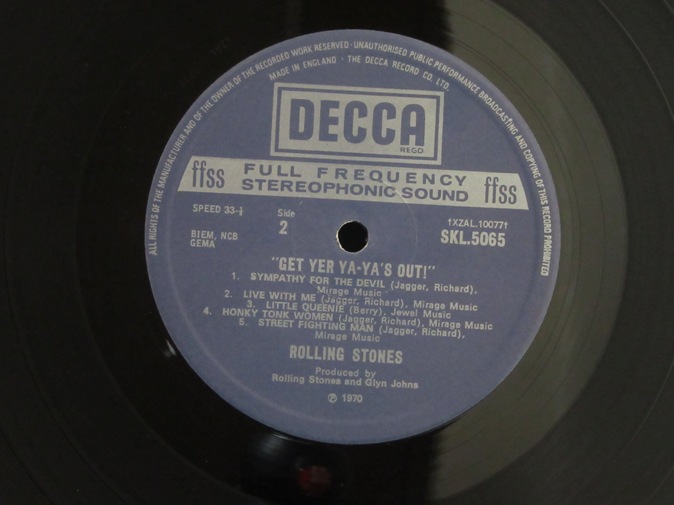 ALL RIGHTS OF THE MANUFACTURER AND OF THE OWNER OF THE RECORDED WORK RESERVED · UNAUTHORISED PUBLIC PERFORMANCE BROADCASTING AND COPYING OF THIS RECORD PROHIBITED
MADE IN ENGLAND · THE DECCA RECORD CO. LTD.
DECCA
REGD
ffss FULL FREQUENCY STEREOPHONIC SOUND ffss
SPEED 33-⅓
Side
2
†XZAL.10077†
SKL.5065
BIEM, NCB
GEMA
"GET YER YA-YA'S OUT!"
1. SYMPATHY FOR THE DEVIL (Jagger, Richard),
Mirage Music
2. LIVE WITH ME (Jagger, Richard), Mirage Music
3. LITTLE QUEENIE (Berry), Jewel Music
4. HONKY TONK WOMEN (Jagger, Richard), Mirage Music
5. STREET FIGHTING MAN (Jagger, Richard),
Mirage Music
ROLLING STONES
Produced by
Rolling Stones and Glyn Johns
℗ 1970